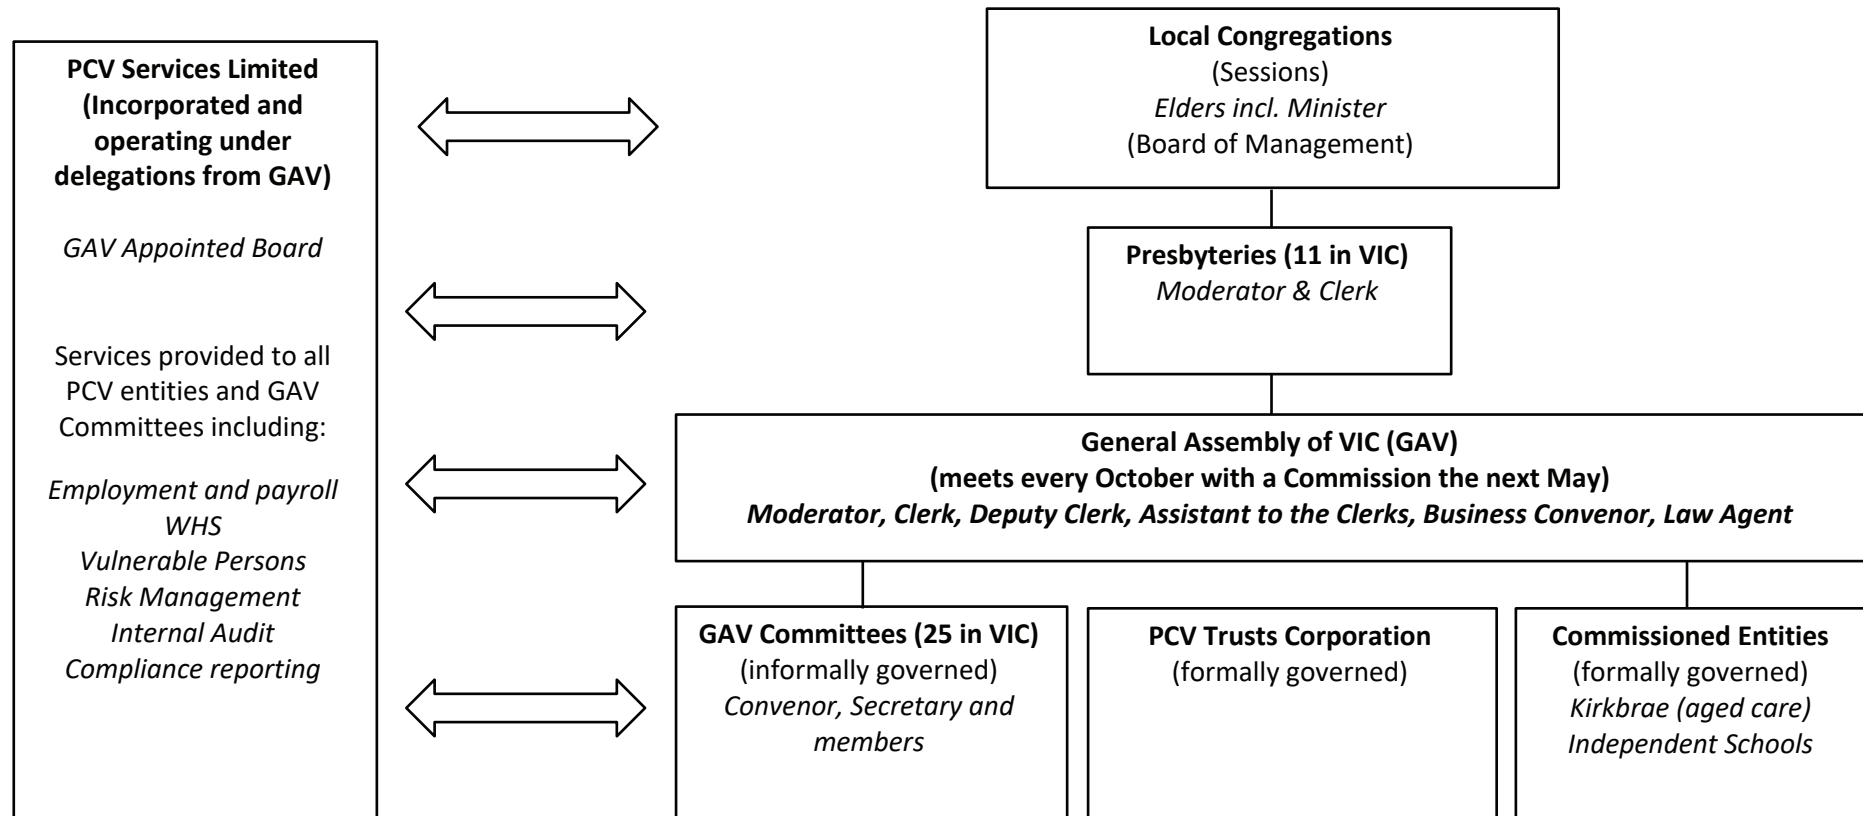 PCV Services Limited
(Incorporated and
operating under
delegations from GAV)
GAV Appointed Board
Services provided to all
PCV entities and GAV
Committees including:
Employment and payroll
WHS
Vulnerable Persons
Risk Management
Internal Audit
Compliance reporting
Local Congregations
(Sessions)
Elders incl. Minister
(Board of Management)
Presbyteries (11 in VIC)
Moderator & Clerk
General Assembly of VIC (GAV)
(meets every October with a Commission the next May)
Moderator, Clerk, Deputy Clerk, Assistant to the Clerks, Business Convenor, Law Agent
GAV Committees (25 in VIC)
(informally governed)
Convenor, Secretary and
members
PCV Trusts Corporation
(formally governed)
Commissioned Entities
(formally governed)
Kirkbrae (aged care)
Independent Schools